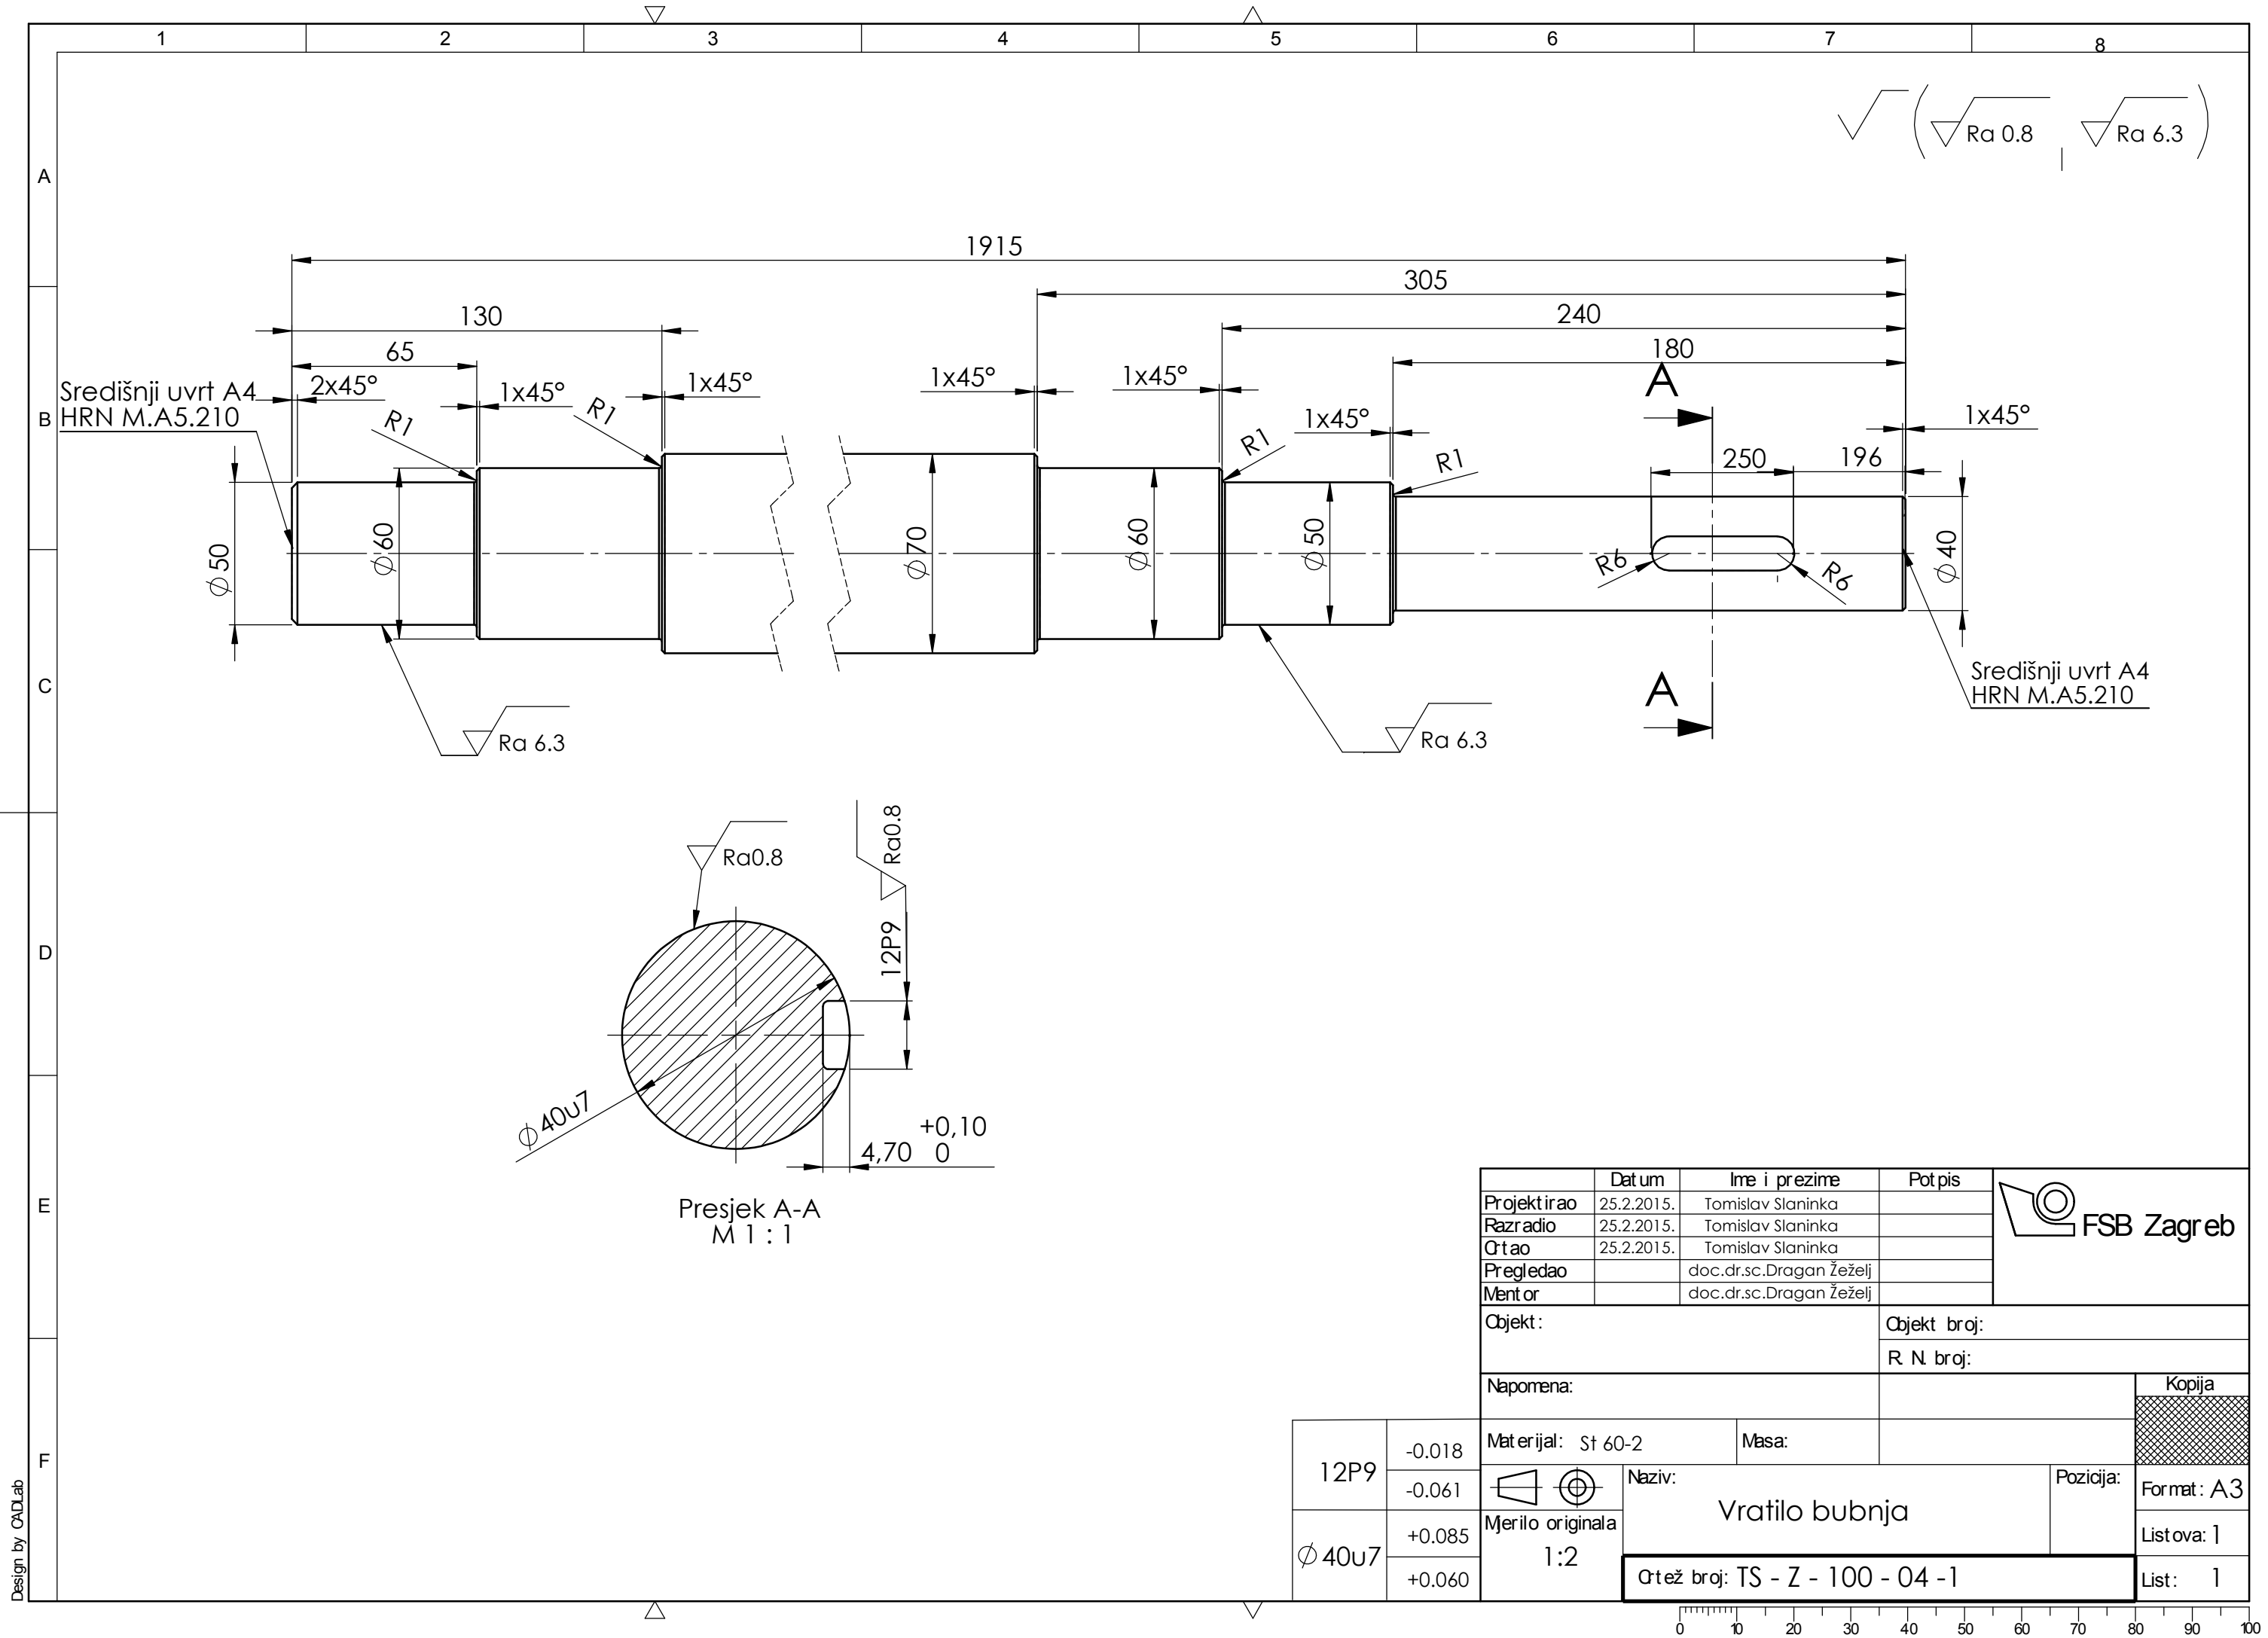 1 2 3 4 5 6 7 8
A
B
C
D
E
F
Ra 0.8 Ra 6.3
1915
305
130 240
65 180
Središnji uvrt A4
HRN M.A5.210
2x45° 1x45° 1x45° 1x45° 1x45° 1x45° 1x45°
R1 R1 R1 R1
A
250 196
Ø50 Ø60 Ø70 Ø60 Ø50 R6 R6 Ø40
A
Središnji uvrt A4
HRN M.A5.210
Ra 6.3 Ra 6.3
Ra0.8 Ra0.8
12P9
Ø40u7
4,70 +0,10
0
Presjek A-A
M 1 : 1
Datum Ime i prezime Potpis
Projektirao 25.2.2015. Tomislav Slaninka
Razradio 25.2.2015. Tomislav Slaninka
Crtao 25.2.2015. Tomislav Slaninka
Pregledao doc.dr.sc.Dragan Žeželj
Mentor doc.dr.sc.Dragan Žeželj
FSB Zagreb
Objekt: Objekt broj:
R. N. broj:
Napomena: Kopija
Materijal: St 60-2 Masa:
12P9 -0.018
-0.061
Ø40u7 +0.085
+0.060
Naziv: Vratilo bubnja
Pozicija:
Format: A3
Mjerilo originala
1:2
Listova: 1
Crtež broj: TS - Z - 100 - 04 -1
List: 1
Design by CADLab
0 10 20 30 40 50 60 70 80 90 100